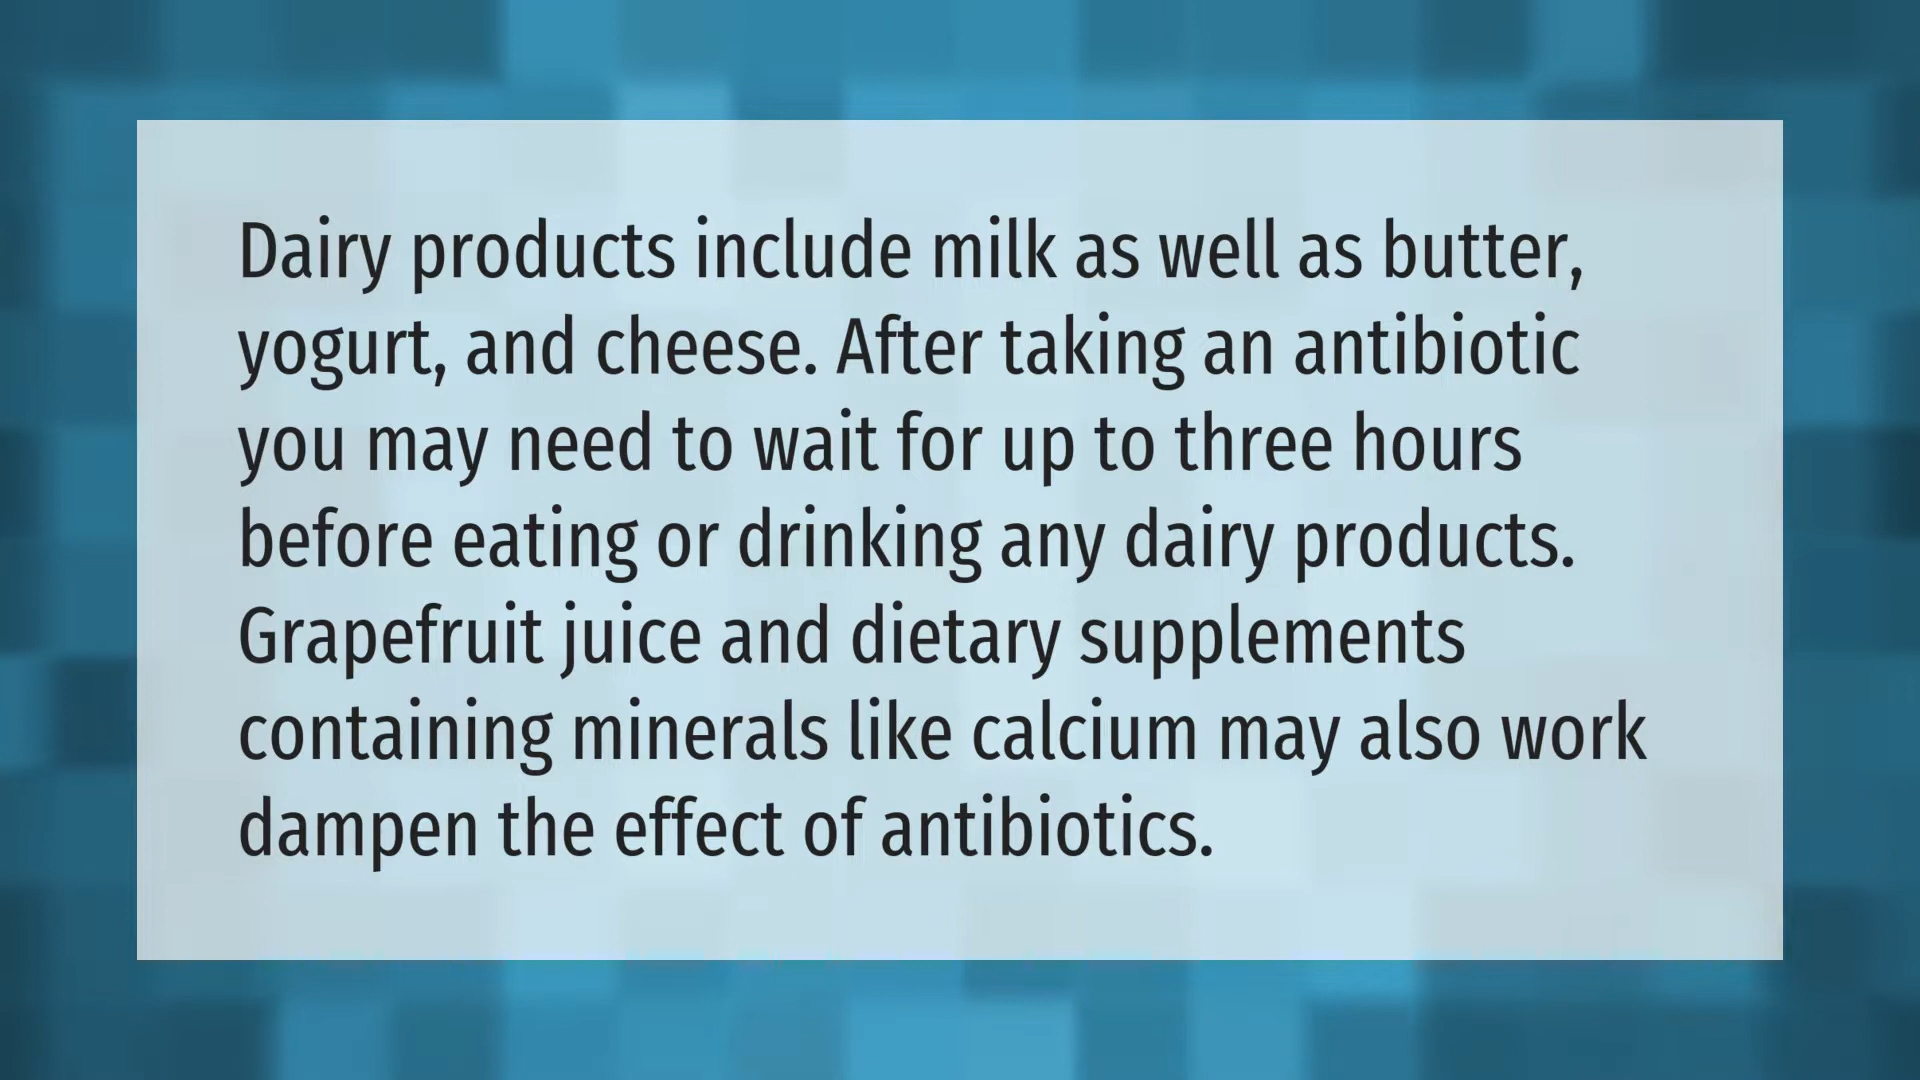 Dairy products include milk as well as butter,
yogurt, and cheese. After taking an antibiotic
you may need to wait for up to three hours
before eating or drinking any dairy products.
Grapefruit juice and dietary supplements
containing minerals like calcium may also work
dampen the effect of antibiotics.